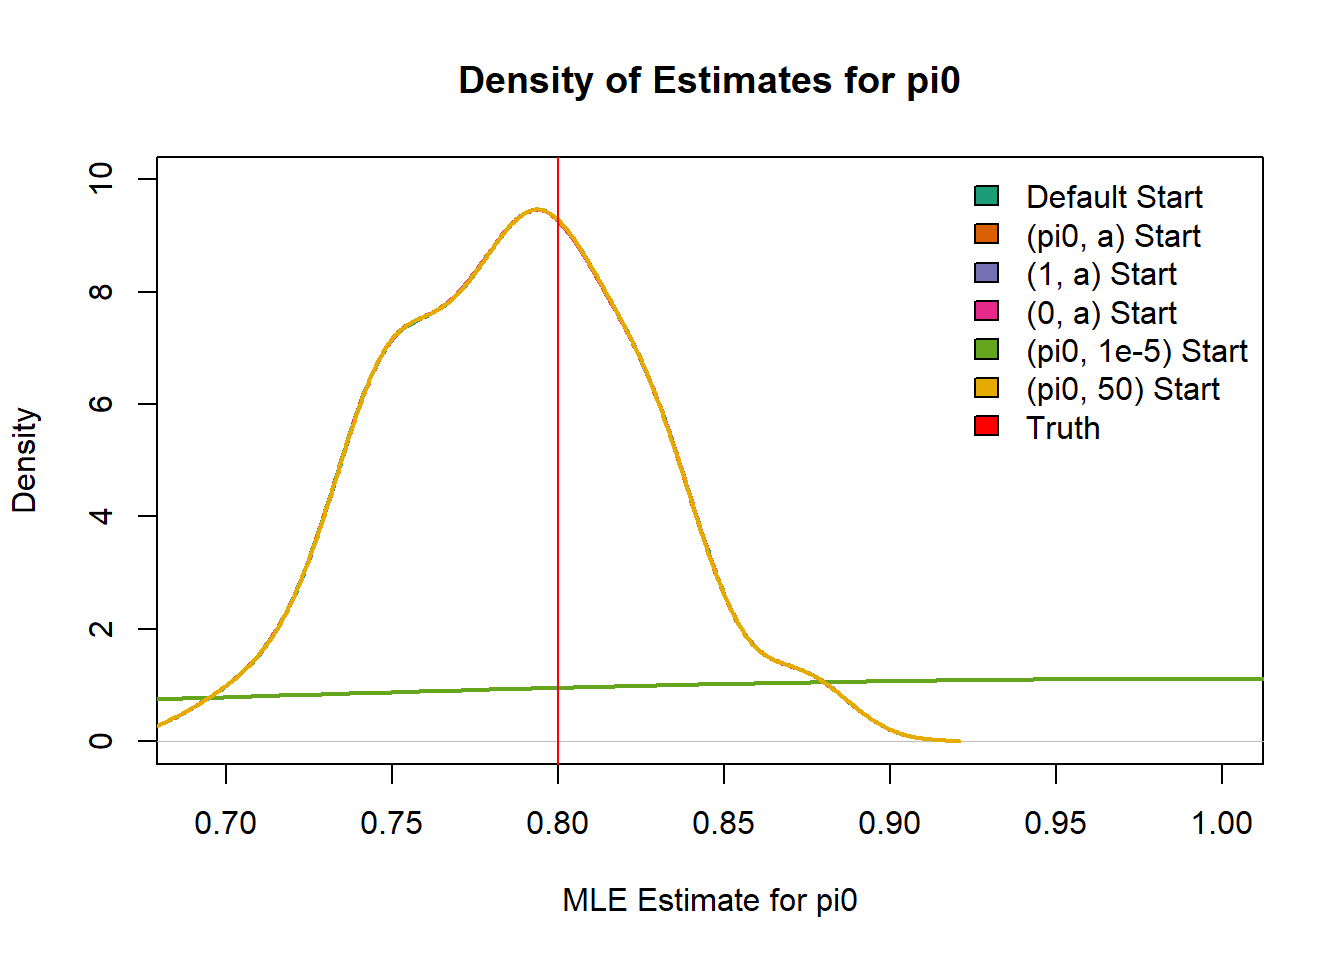 Density of Estimates for pi0
Density
10
8
6
4
2
0
Default Start
(pi0, a) Start
(1, a) Start
(0, a) Start
(pi0, 1e-5) Start
(pi0, 50) Start
Truth
0.70 0.75 0.80 0.85 0.90 0.95 1.00
MLE Estimate for pi0